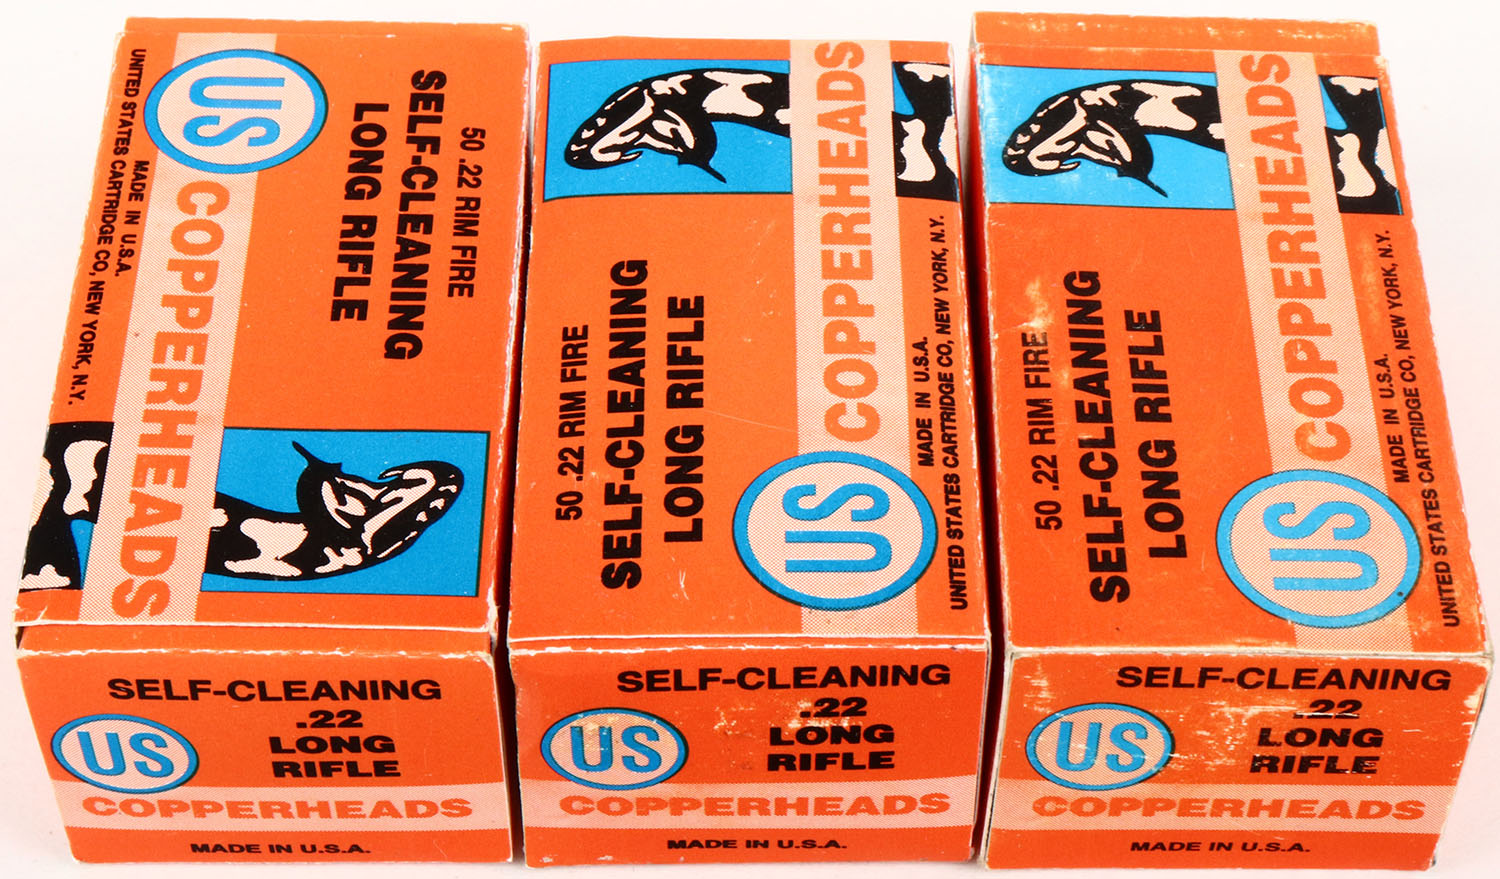 US
COPPERHEADS
50 .22 RIM FIRE
SELF-CLEANING
LONG RIFLE
MADE IN U.S.A.
UNITED STATES CARTRIDGE CO, NEW YORK, N.Y.
SELF-CLEANING
.22
LONG
RIFLE
US
COPPERHEADS
MADE IN U.S.A.
50 .22 RIM FIRE
SELF-CLEANING
LONG RIFLE
US
COPPERHEADS
MADE IN U.S.A.
UNITED STATES CARTRIDGE CO, NEW YORK, N.Y.
SELF-CLEANING
.22
LONG
RIFLE
US
COPPERHEADS
MADE IN U.S.A.
50 .22 RIM FIRE
SELF-CLEANING
LONG RIFLE
US
COPPERHEADS
MADE IN U.S.A.
UNITED STATES CARTRIDGE CO, NEW YORK, N.Y.
SELF-CLEANING
.22
LONG
RIFLE
US
COPPERHEADS
MADE IN U.S.A.